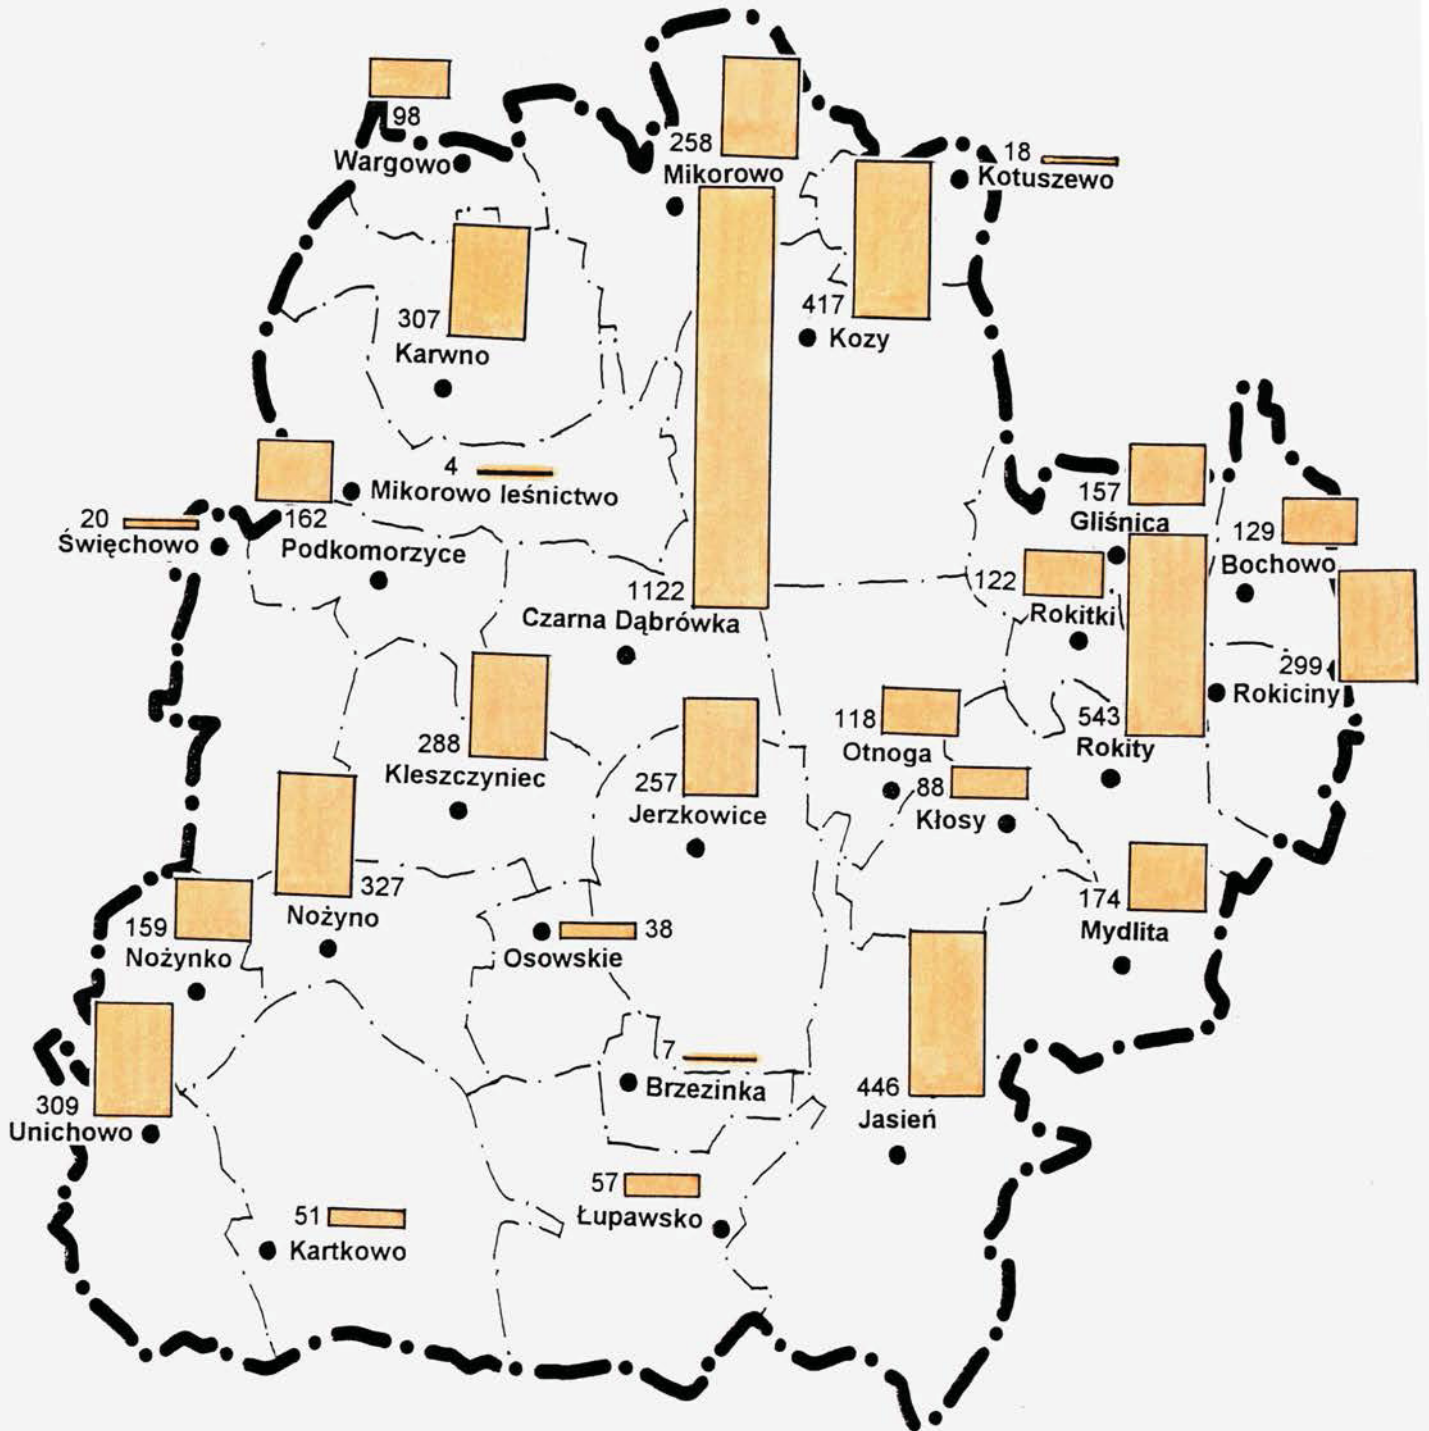 98
Wargowo
258
Mikorowo
18
Kotuszewo
417
Kozy
307
Karwno
4
Mikorowo leśnictwo
20
Święchowo
162
Podkomorzyce
1122
Czarna Dąbrówka
157
Gliśnica
129
Bochowo
122
Rokitki
299
Rokiciny
543
Rokity
118
Otnoga
88
Kłosy
288
Kleszczyniec
257
Jerzkowice
327
Nożyno
159
Nożynko
38
Osowskie
174
Mydlita
7
Brzezinka
446
Jasień
309
Unichowo
57
Łupawsko
51
Kartkowo